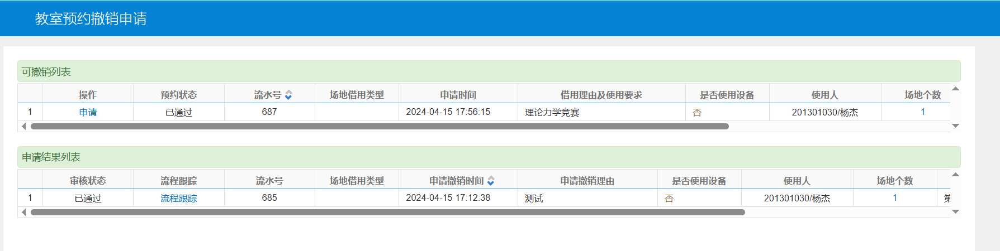 教室预约撤销申请
可撤销列表
操作 预约状态 流水号 场地借用类型 申请时间 借用理由及使用要求 是否使用设备 使用人 场地个数
1 申请 已通过 687 2024-04-15 17:56:15 理论力学竞赛 否 201301030/杨杰 1
申请结果列表
审核状态 流程跟踪 流水号 场地借用类型 申请撤销时间 申请撤销理由 是否使用设备 使用人 场地个数
1 已通过 流程跟踪 685 2024-04-15 17:12:38 测试 否 201301030/杨杰 1 第